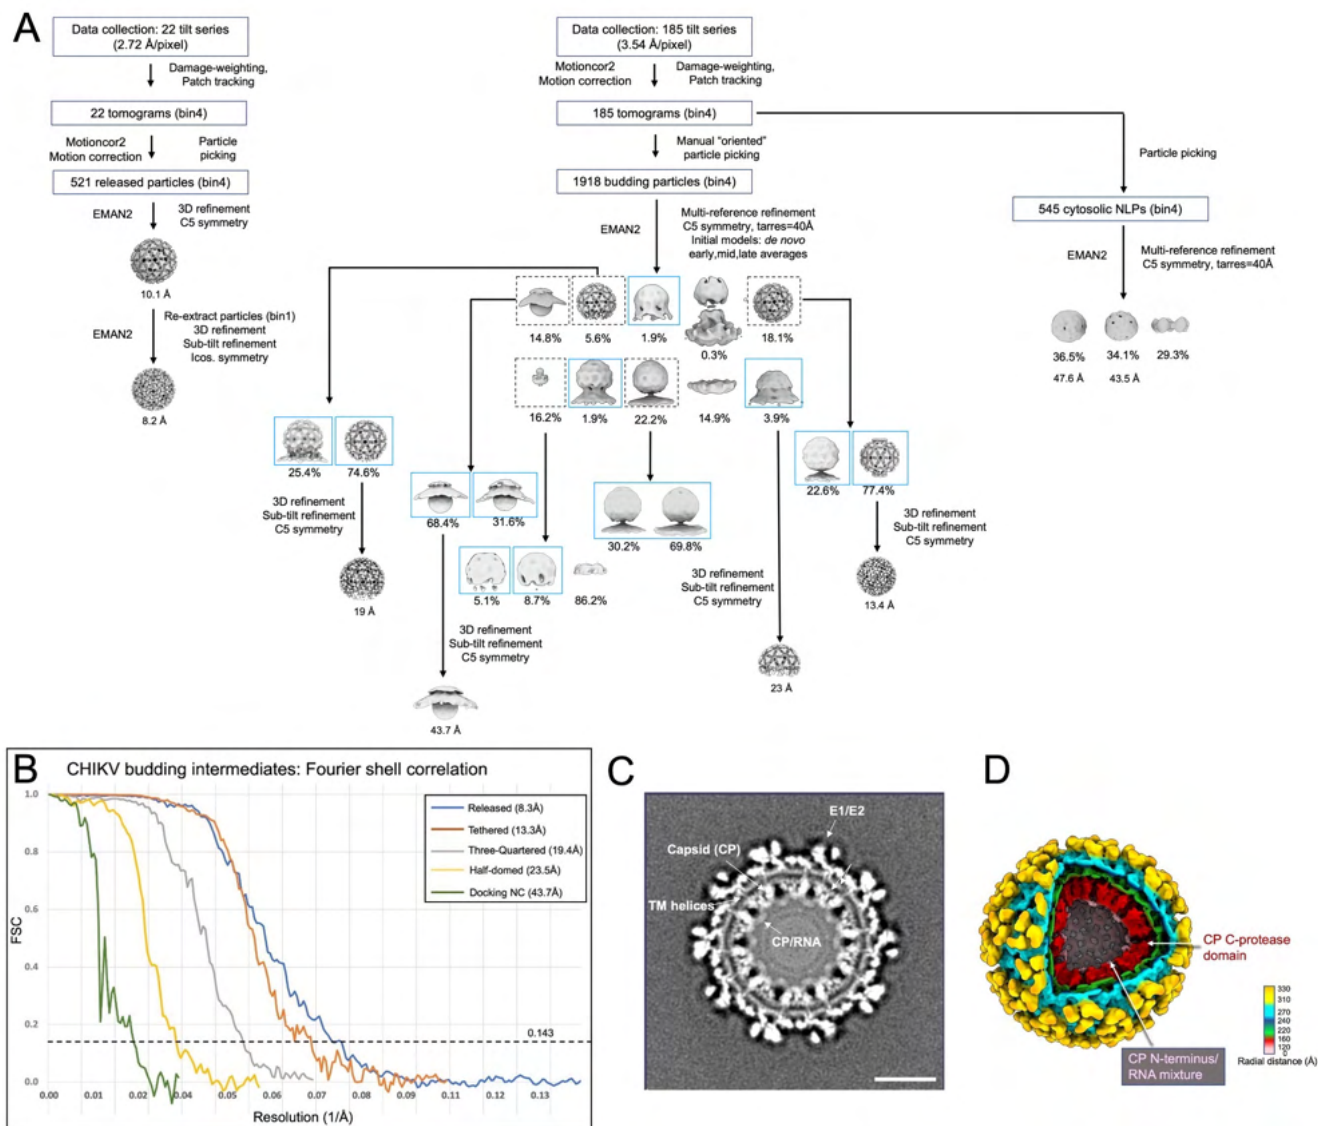 A
Data collection: 22 tilt series
(2.72 Å/pixel)
Damage-weighting,
Patch tracking
22 tomograms (bin4)
Motioncor2
Motion correction
Particle
picking
521 released particles (bin4)
EMAN2
3D refinement
C5 symmetry
10.1 Å
EMAN2
Re-extract particles (bin1)
3D refinement
Sub-tilt refinement
Icos. symmetry
8.2 Å
Data collection: 185 tilt series
(3.54 Å/pixel)
Motioncor2
Motion correction
Damage-weighting,
Patch tracking
185 tomograms (bin4)
Manual "oriented"
particle picking
1918 budding particles (bin4)
EMAN2
Multi-reference refinement
C5 symmetry, tarres=40Å
Initial models: de novo
early,mid,late averages
14.8%
5.6%
1.9%
0.3%
18.1%
16.2%
1.9%
22.2%
14.9%
3.9%
25.4%
74.6%
3D refinement
Sub-tilt refinement
C5 symmetry
19 Å
68.4%
31.6%
3D refinement
Sub-tilt refinement
C5 symmetry
43.7 Å
5.1%
8.7%
86.2%
30.2%
69.8%
3D refinement
Sub-tilt refinement
C5 symmetry
23 Å
22.6%
77.4%
3D refinement
Sub-tilt refinement
C5 symmetry
13.4 Å
Particle picking
545 cytosolic NLPs (bin4)
EMAN2
Multi-reference refinement
C5 symmetry, tarres=40Å
36.5%
34.1%
29.3%
47.6 Å
43.5 Å
B
CHIKV budding intermediates: Fourier shell correlation
1.0
0.8
0.6
0.4
0.2
0.0
FSC
Released (8.3Å)
Tethered (13.3Å)
Three-Quartered (19.4Å)
Half-domed (23.5Å)
Docking NC (43.7Å)
0.143
0.00
0.01
0.02
0.04
0.05
0.06
0.07
0.08
0.09
0.10
0.11
0.13
Resolution (1/Å)
C
E1/E2
Capsid (CP)
TM helices
CP/RNA
D
CP C-protease
domain
CP N-terminus/
RNA mixture
330
310
270
240
220
160
120
0
Radial distance (Å)